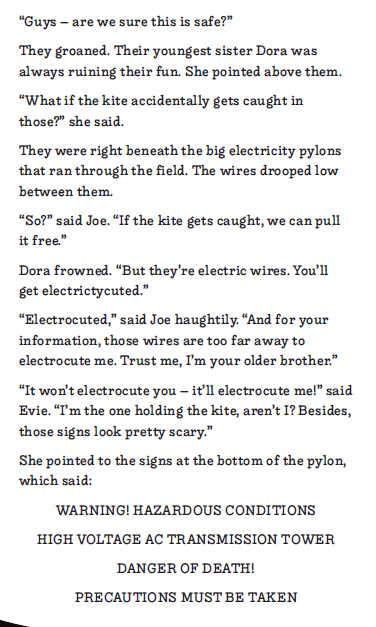 “Guys – are we sure this is safe?”
They groaned. Their youngest sister Dora was
always ruining their fun. She pointed above them.
“What if the kite accidentally gets caught in
those?” she said.
They were right beneath the big electricity pylons
that ran through the field. The wires drooped low
between them.
“So?” said Joe. “If the kite gets caught, we can pull
it free.”
Dora frowned. “But they’re electric wires. You’ll
get electrictycuted.”
“Electrocuted,” said Joe haughtily. “And for your
information, those wires are too far away to
electrocute me. Trust me, I’m your older brother.”
“It won’t electrocute you – it’ll electrocute me!” said
Evie. “I’m the one holding the kite, aren’t I? Besides,
those signs look pretty scary.”
She pointed to the signs at the bottom of the pylon,
which said:
WARNING! HAZARDOUS CONDITIONS
HIGH VOLTAGE AC TRANSMISSION TOWER
DANGER OF DEATH!
PRECAUTIONS MUST BE TAKEN